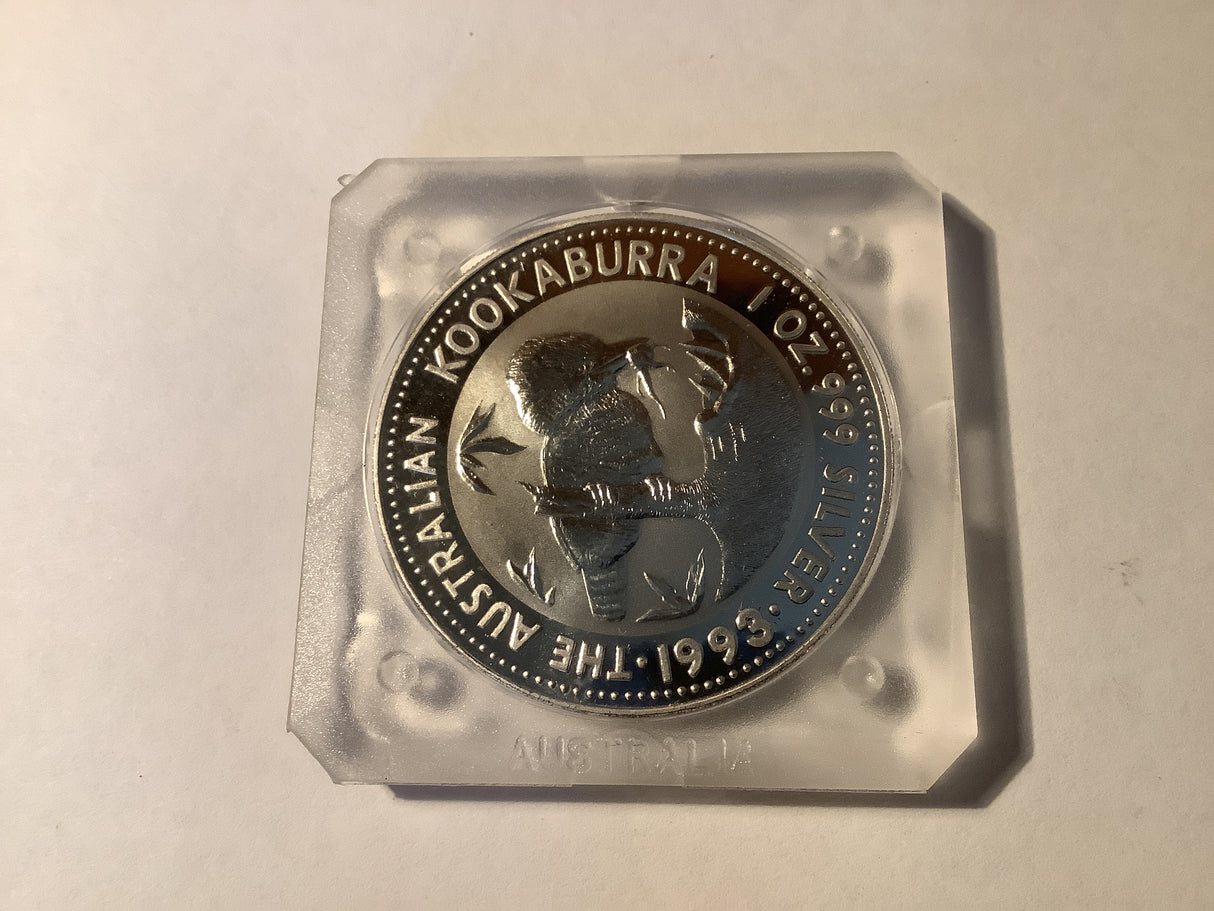 THE AUSTRALIAN KOOKABURRA 1 OZ. 999 SILVER · 1993 ·
AUSTRALIA